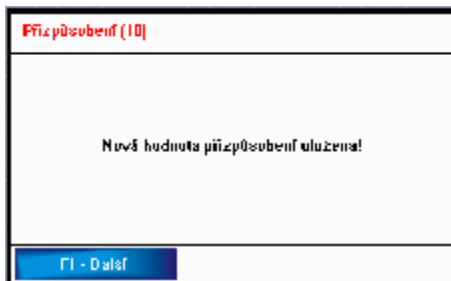 Přizpůsobení (10)
Nová hodnota přizpůsobení uložena!
F1 - Další